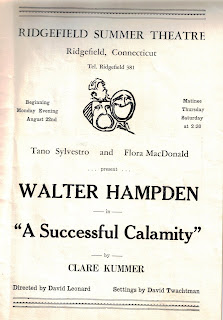 RIDGEFIELD SUMMER THEATRE
Ridgefield, Connecticut
Tel. Ridgefield 381
Beginning
Monday Evening
August 22nd
Matinee
Thursday
Saturday
at 2:30
Tano Sylvestro and Flora MacDonald
... present ...
WALTER HAMPDEN
in
"A Successful Calamity"
by
CLARE KUMMER
Directed by David Leonard Settings by David Twachtman